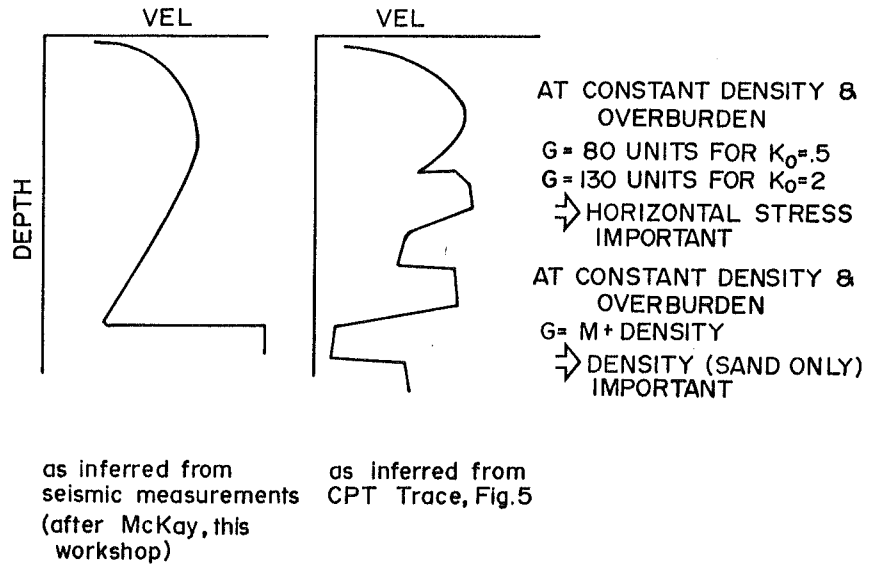 VEL
VEL
DEPTH
AT CONSTANT DENSITY &
OVERBURDEN
G = 80 UNITS FOR K₀=.5
G = 130 UNITS FOR K₀=2
⇒ HORIZONTAL STRESS
IMPORTANT
AT CONSTANT DENSITY &
OVERBURDEN
G= M+ DENSITY
⇒ DENSITY (SAND ONLY)
IMPORTANT
as inferred from
seismic measurements
(after McKay, this
workshop)
as inferred from
CPT Trace, Fig.5